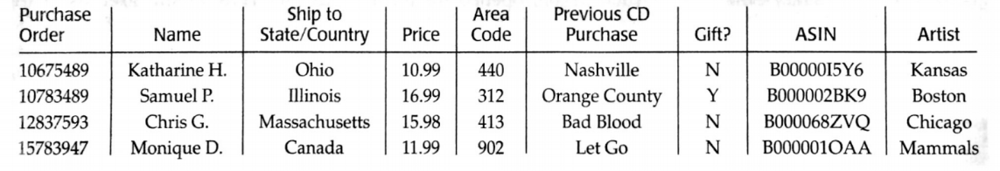 Purchase Order | Name | Ship to State/Country | Price | Area Code | Previous CD Purchase | Gift? | ASIN | Artist
10675489 | Katharine H. | Ohio | 10.99 | 440 | Nashville | N | B00000I5Y6 | Kansas
10783489 | Samuel P. | Illinois | 16.99 | 312 | Orange County | Y | B000002BK9 | Boston
12837593 | Chris G. | Massachusetts | 15.98 | 413 | Bad Blood | N | B000068ZVQ | Chicago
15783947 | Monique D. | Canada | 11.99 | 902 | Let Go | N | B000001OAA | Mammals